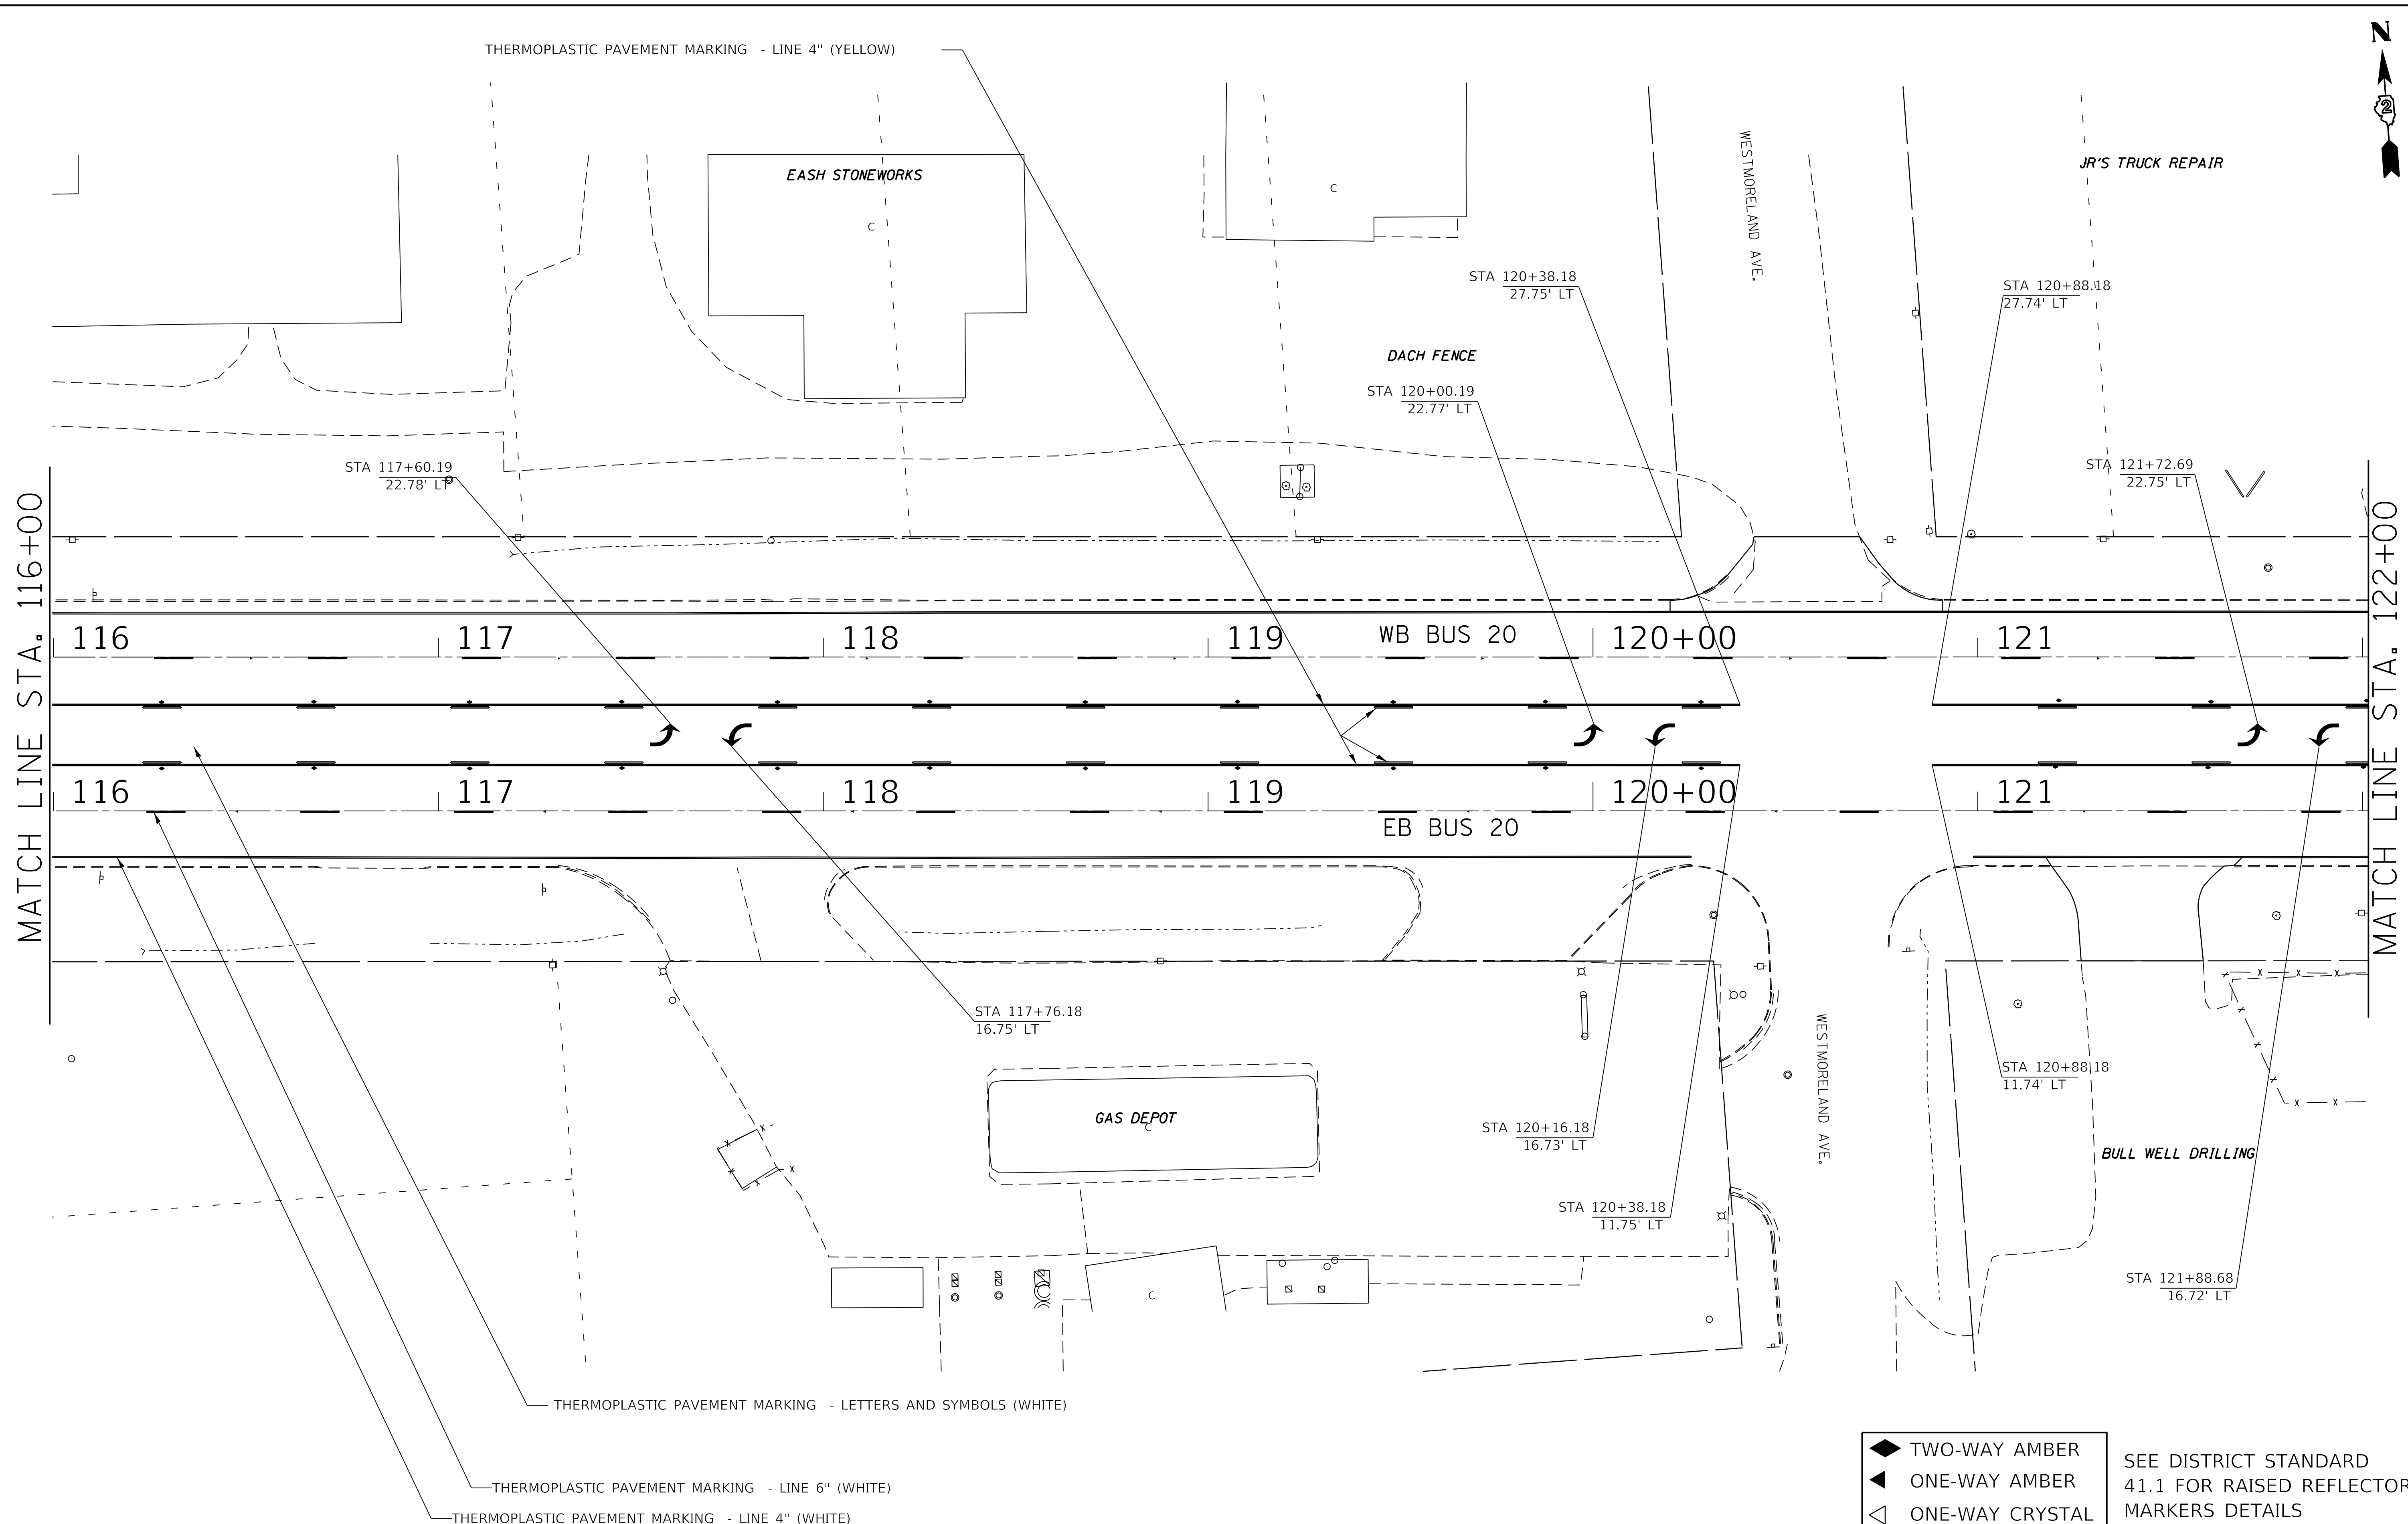 THERMOPLASTIC PAVEMENT MARKING - LINE 4" (YELLOW)
N
2
EASH STONEWORKS
C
C
WESTMORELAND AVE.
JR'S TRUCK REPAIR
STA 120+38.18
27.75' LT
STA 120+88.18
27.74' LT
DACH FENCE
STA 120+00.19
22.77' LT
STA 117+60.19
22.78' LT
STA 121+72.69
22.75' LT
MATCH LINE STA. 116+00
MATCH LINE STA. 122+00
116 117 118 119 WB BUS 20 120+00 121
116 117 118 119 120+00 121
EB BUS 20
STA 117+76.18
16.75' LT
WESTMORELAND AVE.
STA 120+88.18
11.74' LT
GAS DEPOT
C
STA 120+16.18
16.73' LT
BULL WELL DRILLING
STA 120+38.18
11.75' LT
STA 121+88.68
16.72' LT
C
THERMOPLASTIC PAVEMENT MARKING - LETTERS AND SYMBOLS (WHITE)
THERMOPLASTIC PAVEMENT MARKING - LINE 6" (WHITE)
THERMOPLASTIC PAVEMENT MARKING - LINE 4" (WHITE)
TWO-WAY AMBER
ONE-WAY AMBER
ONE-WAY CRYSTAL
SEE DISTRICT STANDARD
41.1 FOR RAISED REFLECTOR
MARKERS DETAILS